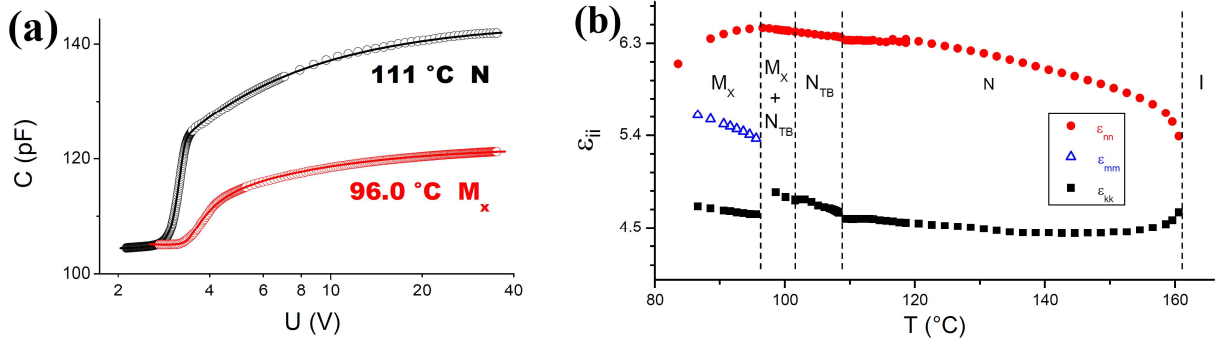 (a)
140
120
100
C (pF)
111 °C N
96.0 °C Mx
2
4
6
8
10
20
40
U (V)
(b)
6.3
5.4
4.5
εii
MX
MX
+
NTB
NTB
N
I
εnn
εmm
εkk
80
100
120
140
160
T (°C)